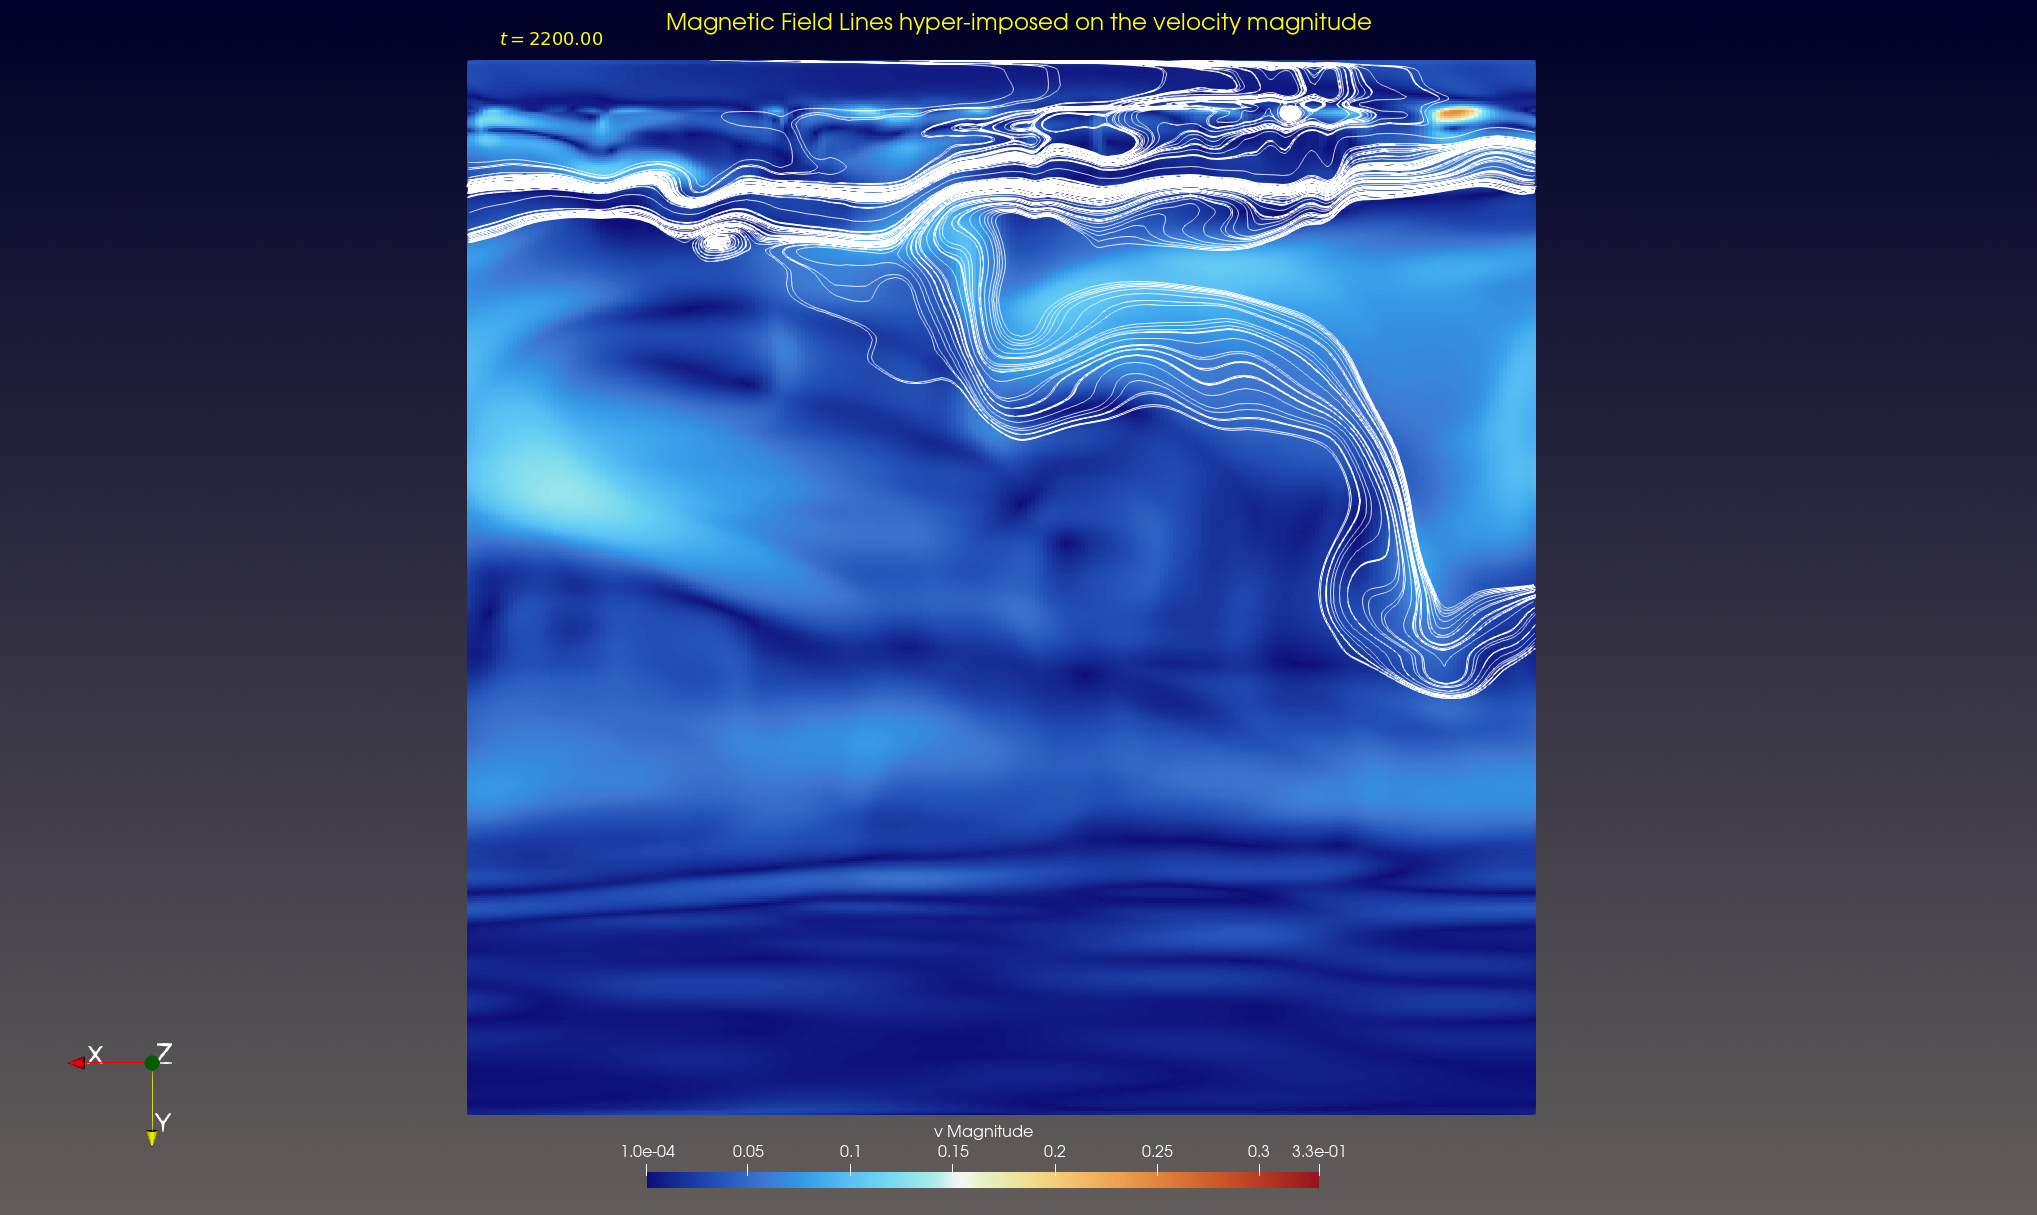 Magnetic Field Lines hyper-imposed on the velocity magnitude
t = 2200.00
X
Z
Y
v Magnitude
1.0e-04 0.05 0.1 0.15 0.2 0.25 0.3 3.3e-01